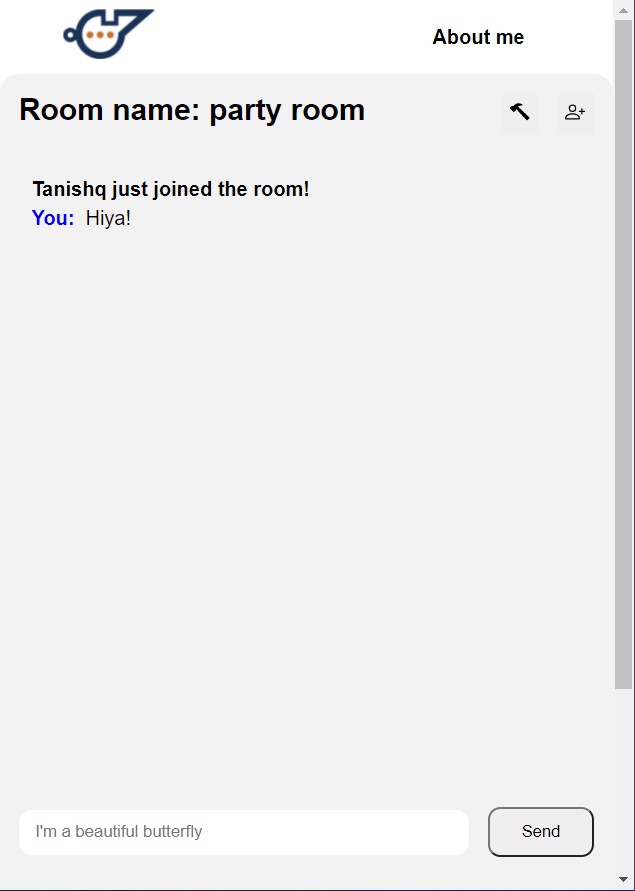 About me
Room name: party room
Tanishq just joined the room!
You: Hiya!
I'm a beautiful butterfly
Send